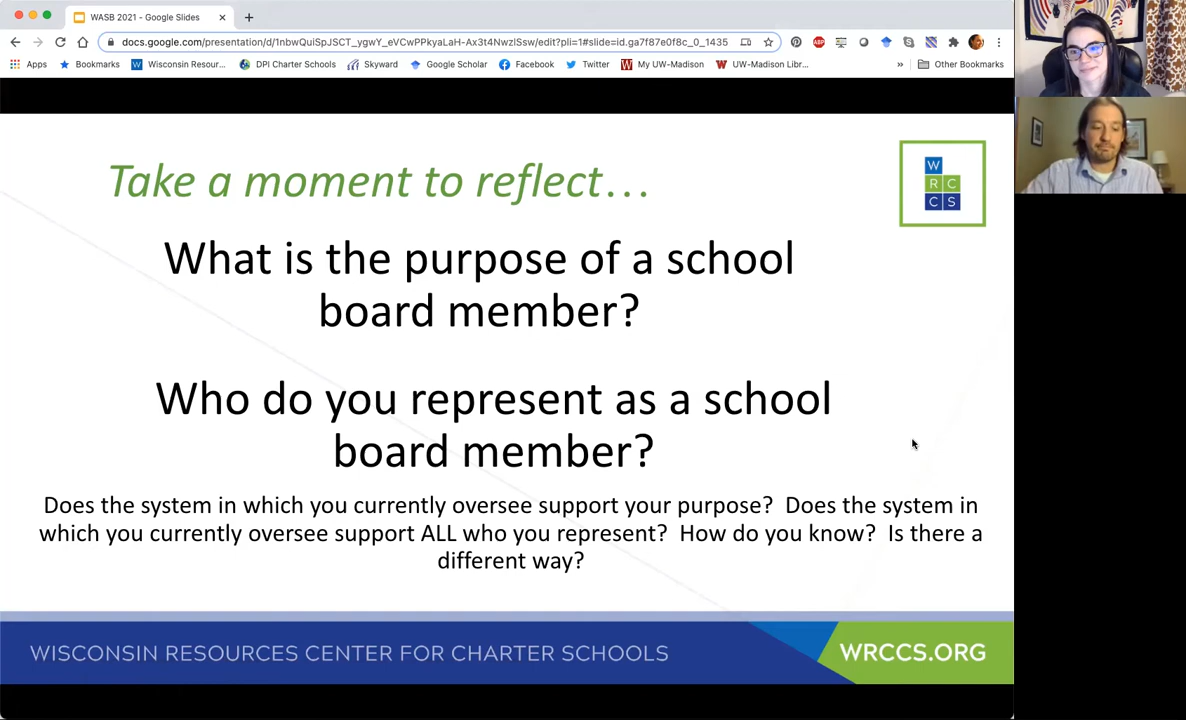 WASB 2021 - Google Slides
docs.google.com/presentation/d/1nbwQuiSpJSCT_ygwY_eVCwPPkyaLaH-Ax3t4NwziSsw/edit?pli=1#slide=id.ga7f87e0f8c_0_1435
ABP
Apps Bookmarks Wisconsin Resour... DPI Charter Schools Skyward Google Scholar Facebook Twitter My UW-Madison UW-Madison Libr... » Other Bookmarks
Take a moment to reflect...
W
R C
C S
What is the purpose of a school
board member?
Who do you represent as a school
board member?
Does the system in which you currently oversee support your purpose? Does the system in
which you currently oversee support ALL who you represent? How do you know? Is there a
different way?
WISCONSIN RESOURCES CENTER FOR CHARTER SCHOOLS
WRCCS.ORG